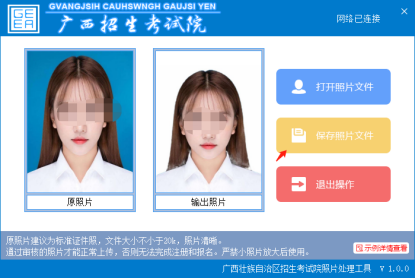 GEEA
GVANGJSIH CAUHSWNGH GAUJSI YEN
广西招生考试院
网络已连接
打开照片文件
保存照片文件
退出操作
原照片
输出照片
原照片建议为标准证件照，文件大小不小于20k，照片清晰。
通过审核的照片才能正常上传，否则无法完成注册和报名。严禁小照片放大后使用。
示例详情查看
广西壮族自治区招生考试院照片处理工具 V 1.0.0